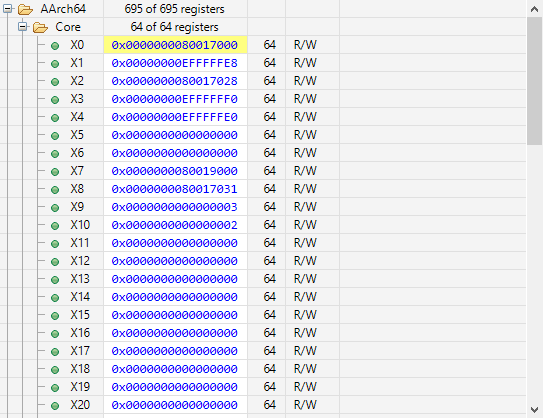 AArch64 695 of 695 registers
Core 64 of 64 registers
X0 0x0000000080017000 64 R/W
X1 0x00000000EFFFFFE8 64 R/W
X2 0x0000000080017028 64 R/W
X3 0x00000000EFFFFFF0 64 R/W
X4 0x00000000EFFFFFE0 64 R/W
X5 0x0000000000000000 64 R/W
X6 0x0000000000000000 64 R/W
X7 0x0000000080019000 64 R/W
X8 0x0000000080017031 64 R/W
X9 0x0000000000000003 64 R/W
X10 0x0000000000000002 64 R/W
X11 0x0000000000000000 64 R/W
X12 0x0000000000000000 64 R/W
X13 0x0000000000000000 64 R/W
X14 0x0000000000000000 64 R/W
X15 0x0000000000000000 64 R/W
X16 0x0000000000000000 64 R/W
X17 0x0000000000000000 64 R/W
X18 0x0000000000000000 64 R/W
X19 0x0000000000000000 64 R/W
X20 0x0000000000000000 64 R/W